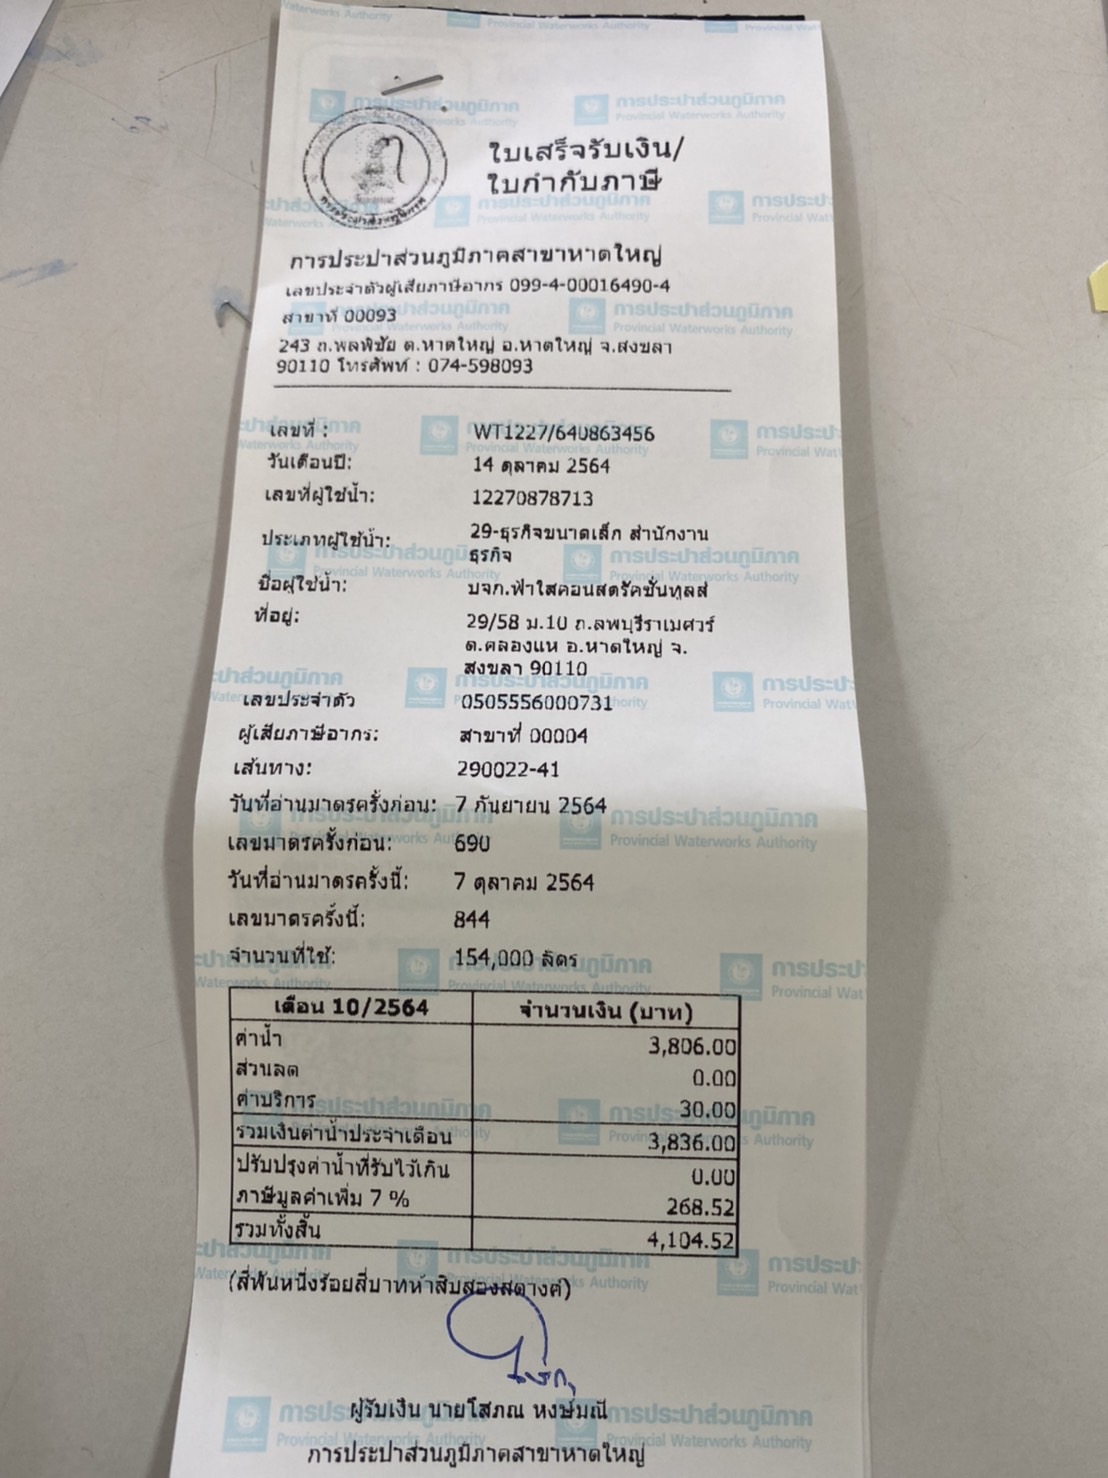 ใบเสร็จรับเงิน/
ใบกำกับภาษี
การประปาส่วนภูมิภาคสาขาหาดใหญ่
เลขประจำตัวผู้เสียภาษีอากร 099-4-00016490-4
สาขาที่ 00093
243 ถ.พลพิชัย ต.หาดใหญ่ อ.หาดใหญ่ จ.สงขลา
90110 โทรศัพท์ : 074-598093
เลขที่ : WT1227/640863456
วันเดือนปี: 14 ตุลาคม 2564
เลขที่ผู้ใช้น้ำ: 12270878713
ประเภทผู้ใช้น้ำ: 29-ธุรกิจขนาดเล็ก สำนักงาน
ธุรกิจ
ชื่อผู้ใช้น้ำ: บจก.ฟ้าใสคอนสตรัคชั่นทูลส์
ที่อยู่: 29/58 ม.10 ถ.ลพบุรีราเมศวร์
ต.คลองแห อ.หาดใหญ่ จ.
สงขลา 90110
เลขประจำตัว 0505556000731
ผู้เสียภาษีอากร: สาขาที่ 00004
เส้นทาง: 290022-41
วันที่อ่านมาตรครั้งก่อน: 7 กันยายน 2564
เลขมาตรครั้งก่อน: 690
วันที่อ่านมาตรครั้งนี้: 7 ตุลาคม 2564
เลขมาตรครั้งนี้: 844
จำนวนที่ใช้: 154,000 ลิตร
เดือน 10/2564 จำนวนเงิน (บาท)
ค่าน้ำ 3,806.00
ส่วนลด 0.00
ค่าบริการ 30.00
รวมเงินค่าน้ำประจำเดือน 3,836.00
ปรับปรุงค่าน้ำที่รับไว้เกิน 0.00
ภาษีมูลค่าเพิ่ม 7 % 268.52
รวมทั้งสิ้น 4,104.52
(สี่พันหนึ่งร้อยสี่บาทห้าสิบสองสตางค์)
ผู้รับเงิน นายโสภณ หงษ์มณี
การประปาส่วนภูมิภาคสาขาหาดใหญ่